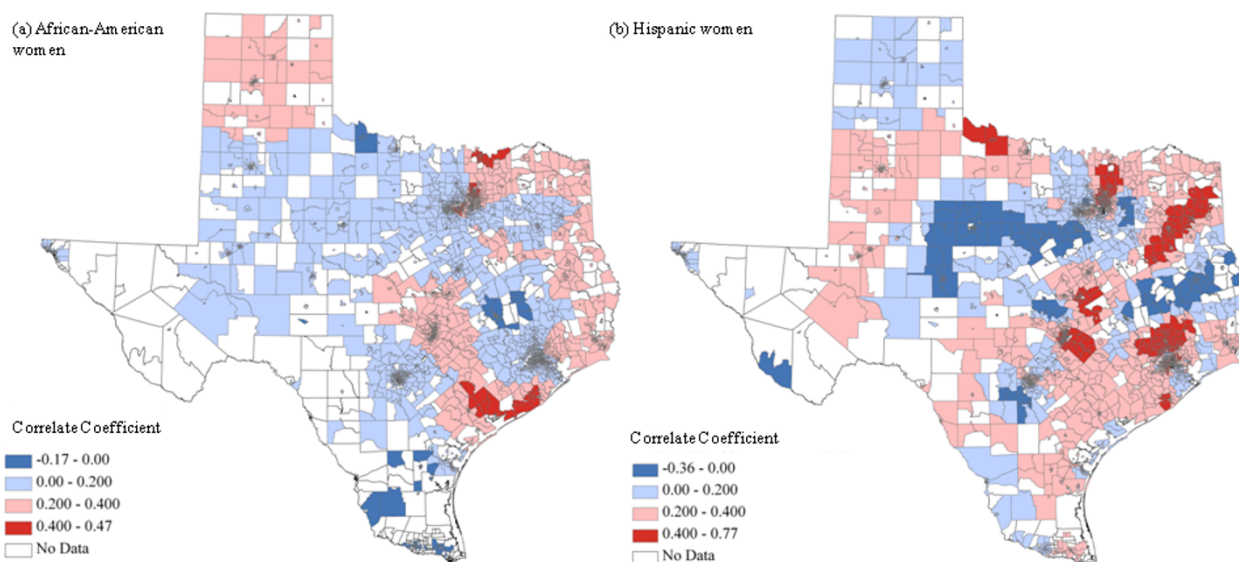 (a) African-American
women
(b) Hispanic women
Correlate Coefficient
-0.17 - 0.00
0.00 - 0.200
0.200 - 0.400
0.400 - 0.47
No Data
Correlate Coefficient
-0.36 - 0.00
0.00 - 0.200
0.200 - 0.400
0.400 - 0.77
No Data